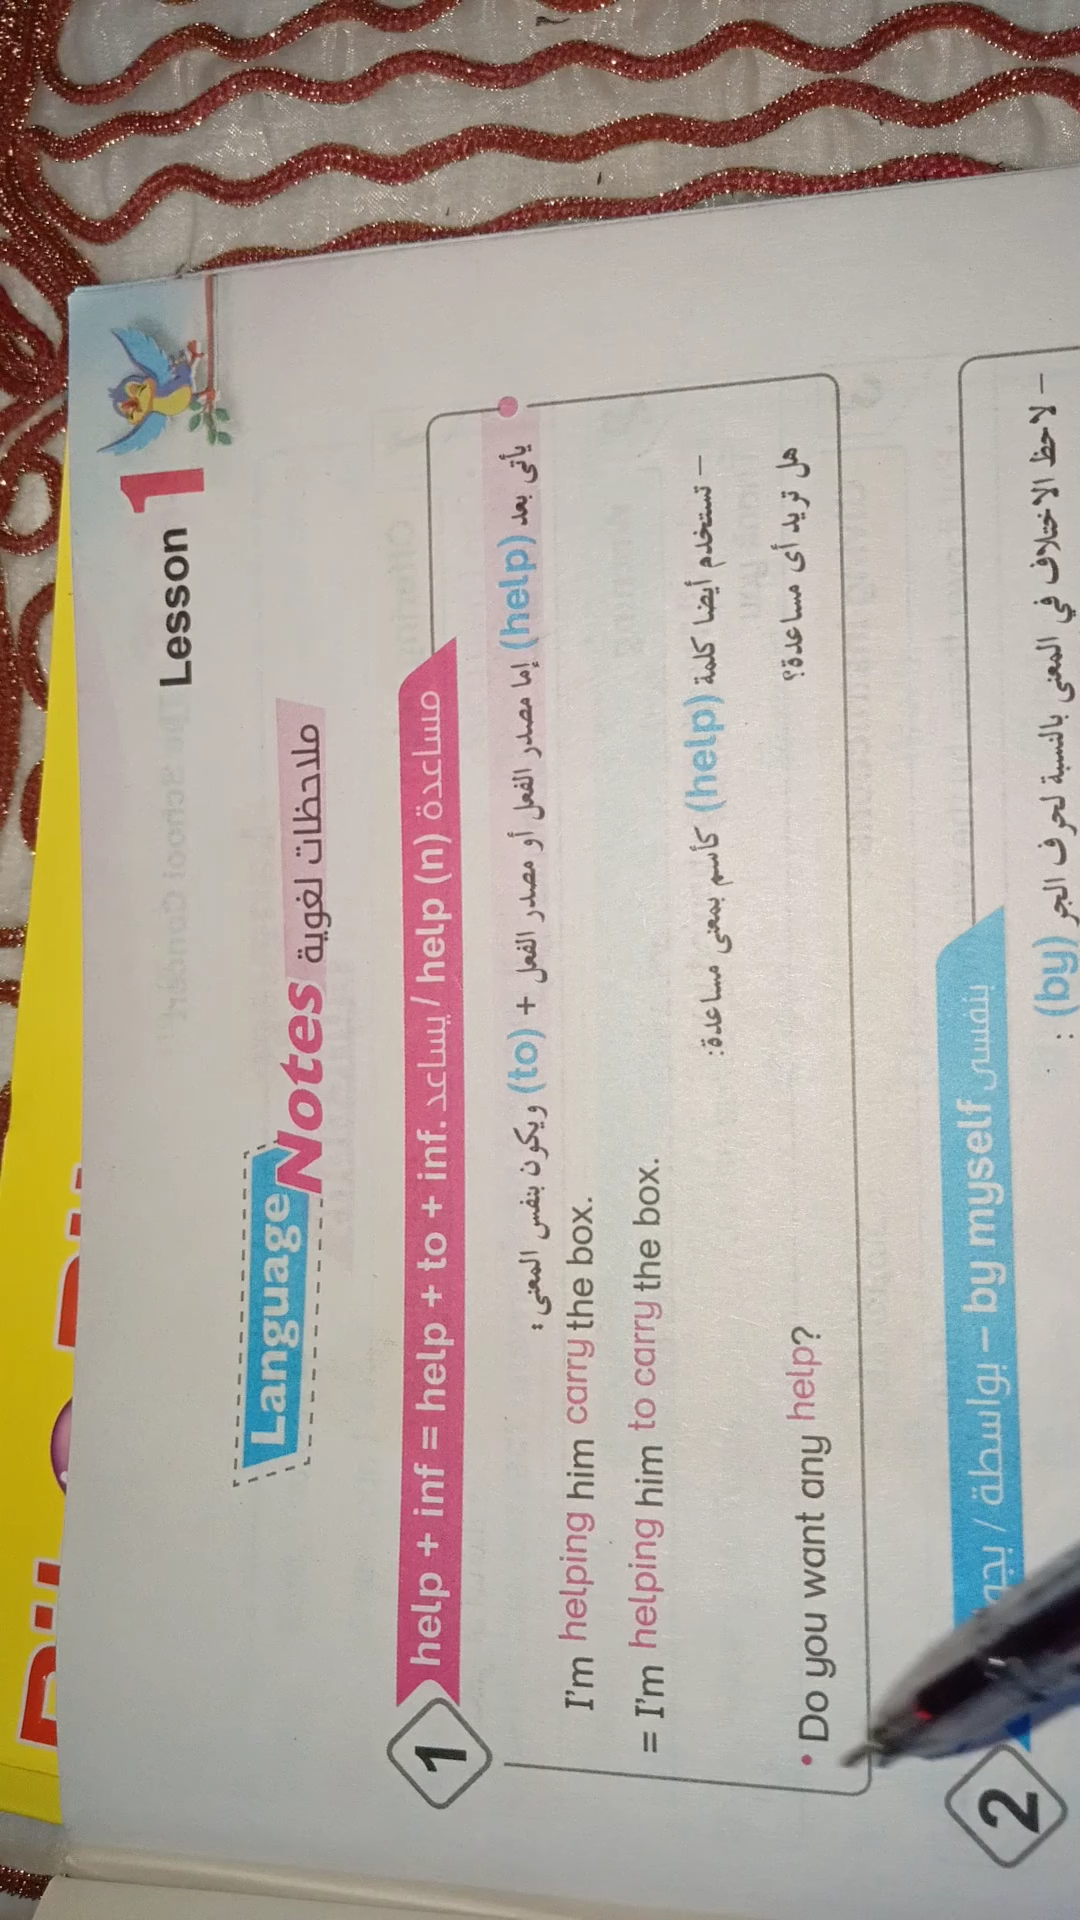 Lesson 1
Language Notes ملاحظات لغوية
1 help + inf = help + to + inf. يساعد / help (n) مساعدة
يأتى بعد (help) إما مصدر الفعل أو مصدر الفعل + (to) ويكون بنفس المعنى :
I'm helping him carry the box.
= I'm helping him to carry the box.
– تستخدم أيضا كلمة (help) كأسم بمعنى مساعدة:
• Do you want any help? هل تريد أى مساعدة؟
2 بواسطة – by myself بنفسى
– لاحظ الاختلاف في المعنى بالنسبة لحرف الجر (by) :